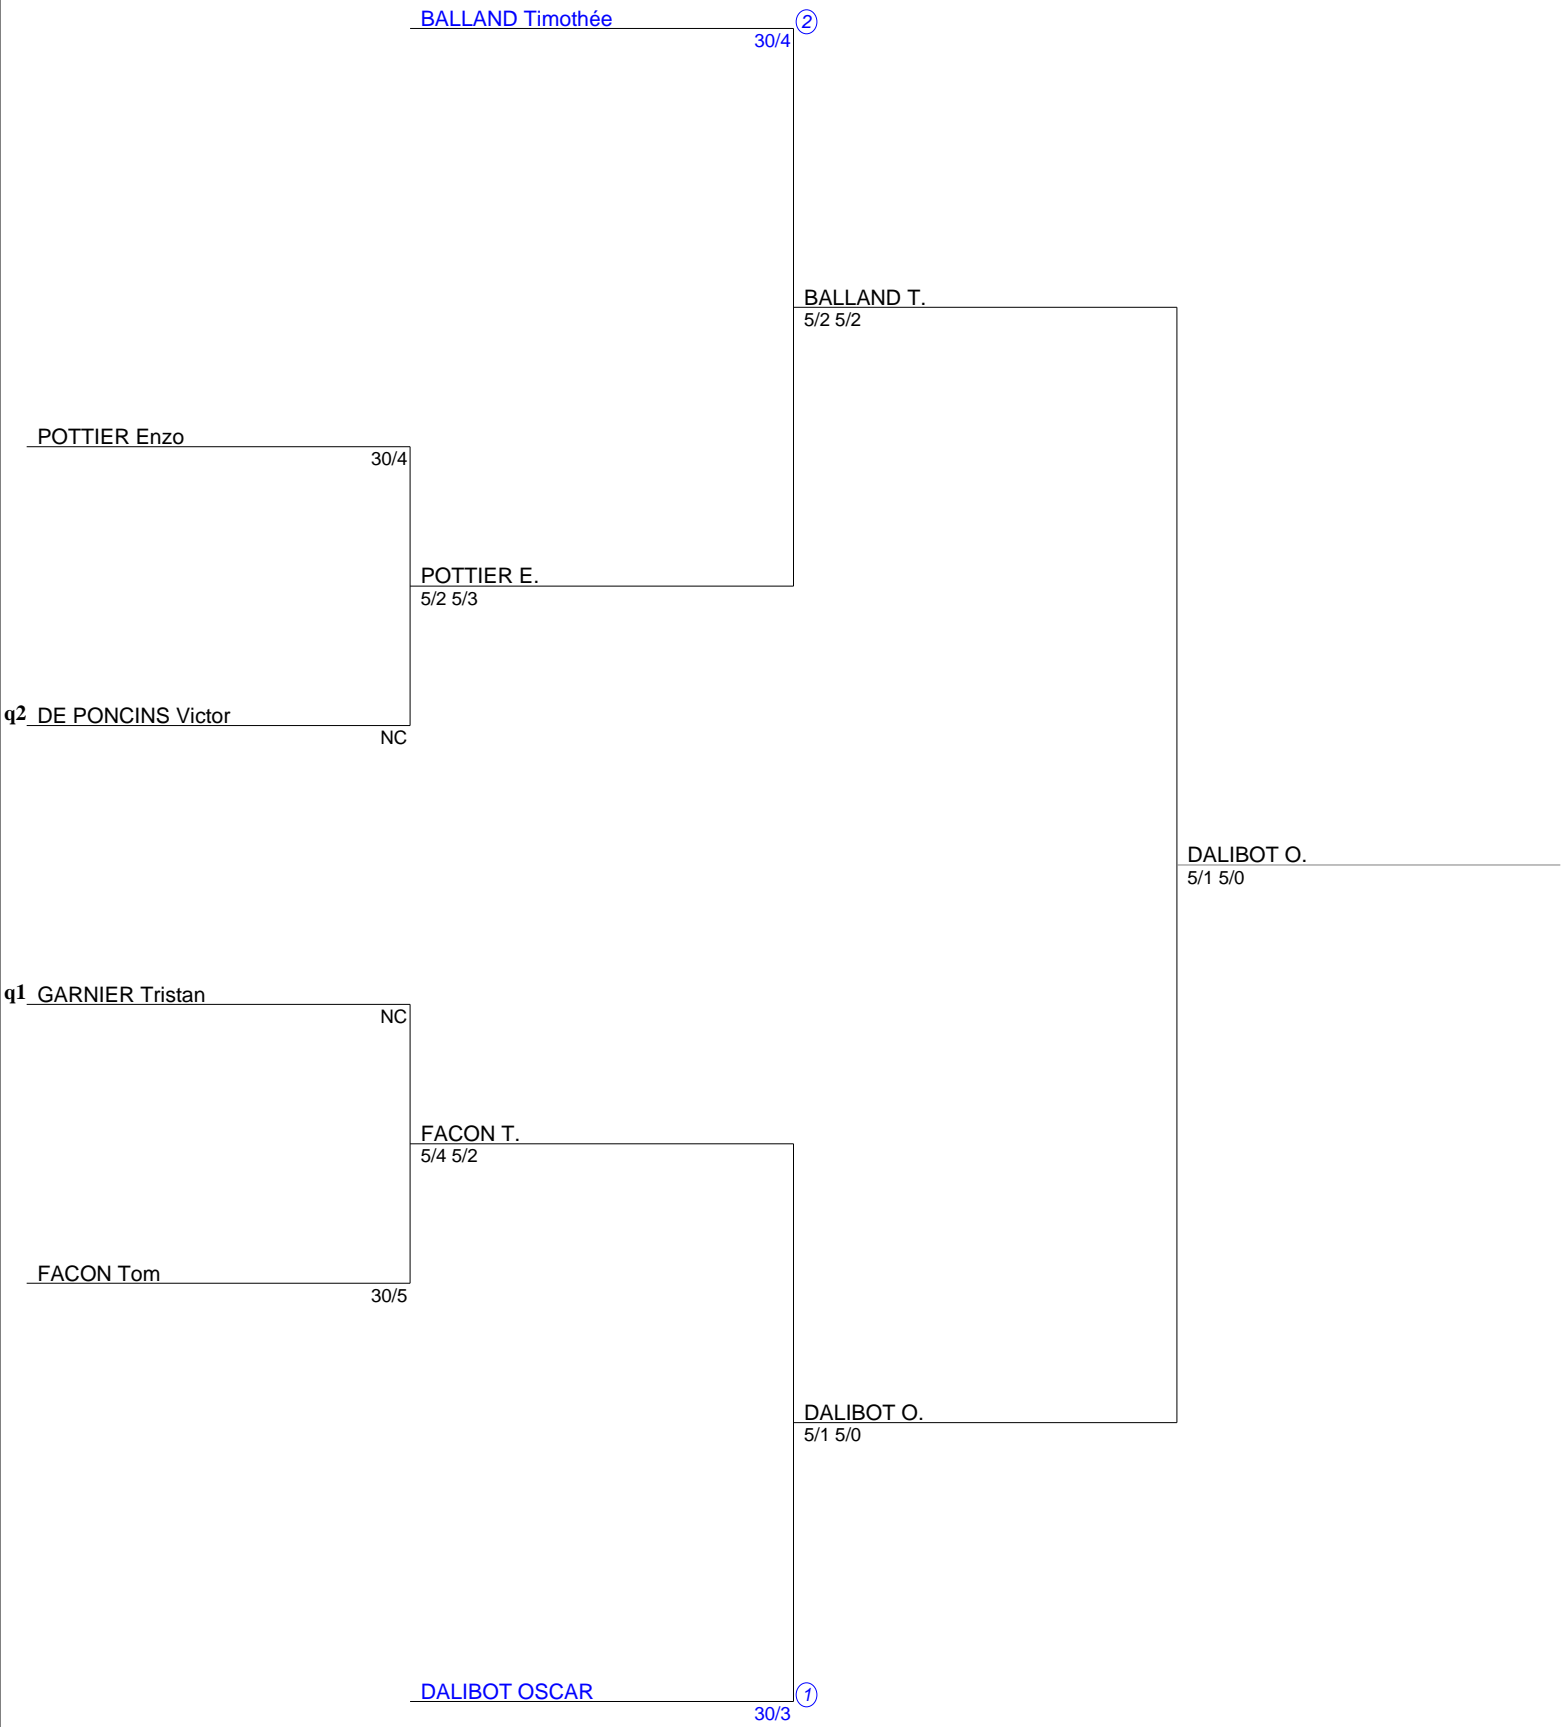 BALLAND Timothée 2
30/4
BALLAND T.
5/2 5/2
POTTIER Enzo
30/4
POTTIER E.
5/2 5/3
q2 DE PONCINS Victor
NC
DALIBOT O.
5/1 5/0
q1 GARNIER Tristan
NC
FACON T.
5/4 5/2
FACON Tom
30/5
DALIBOT O.
5/1 5/0
DALIBOT OSCAR 1
30/3